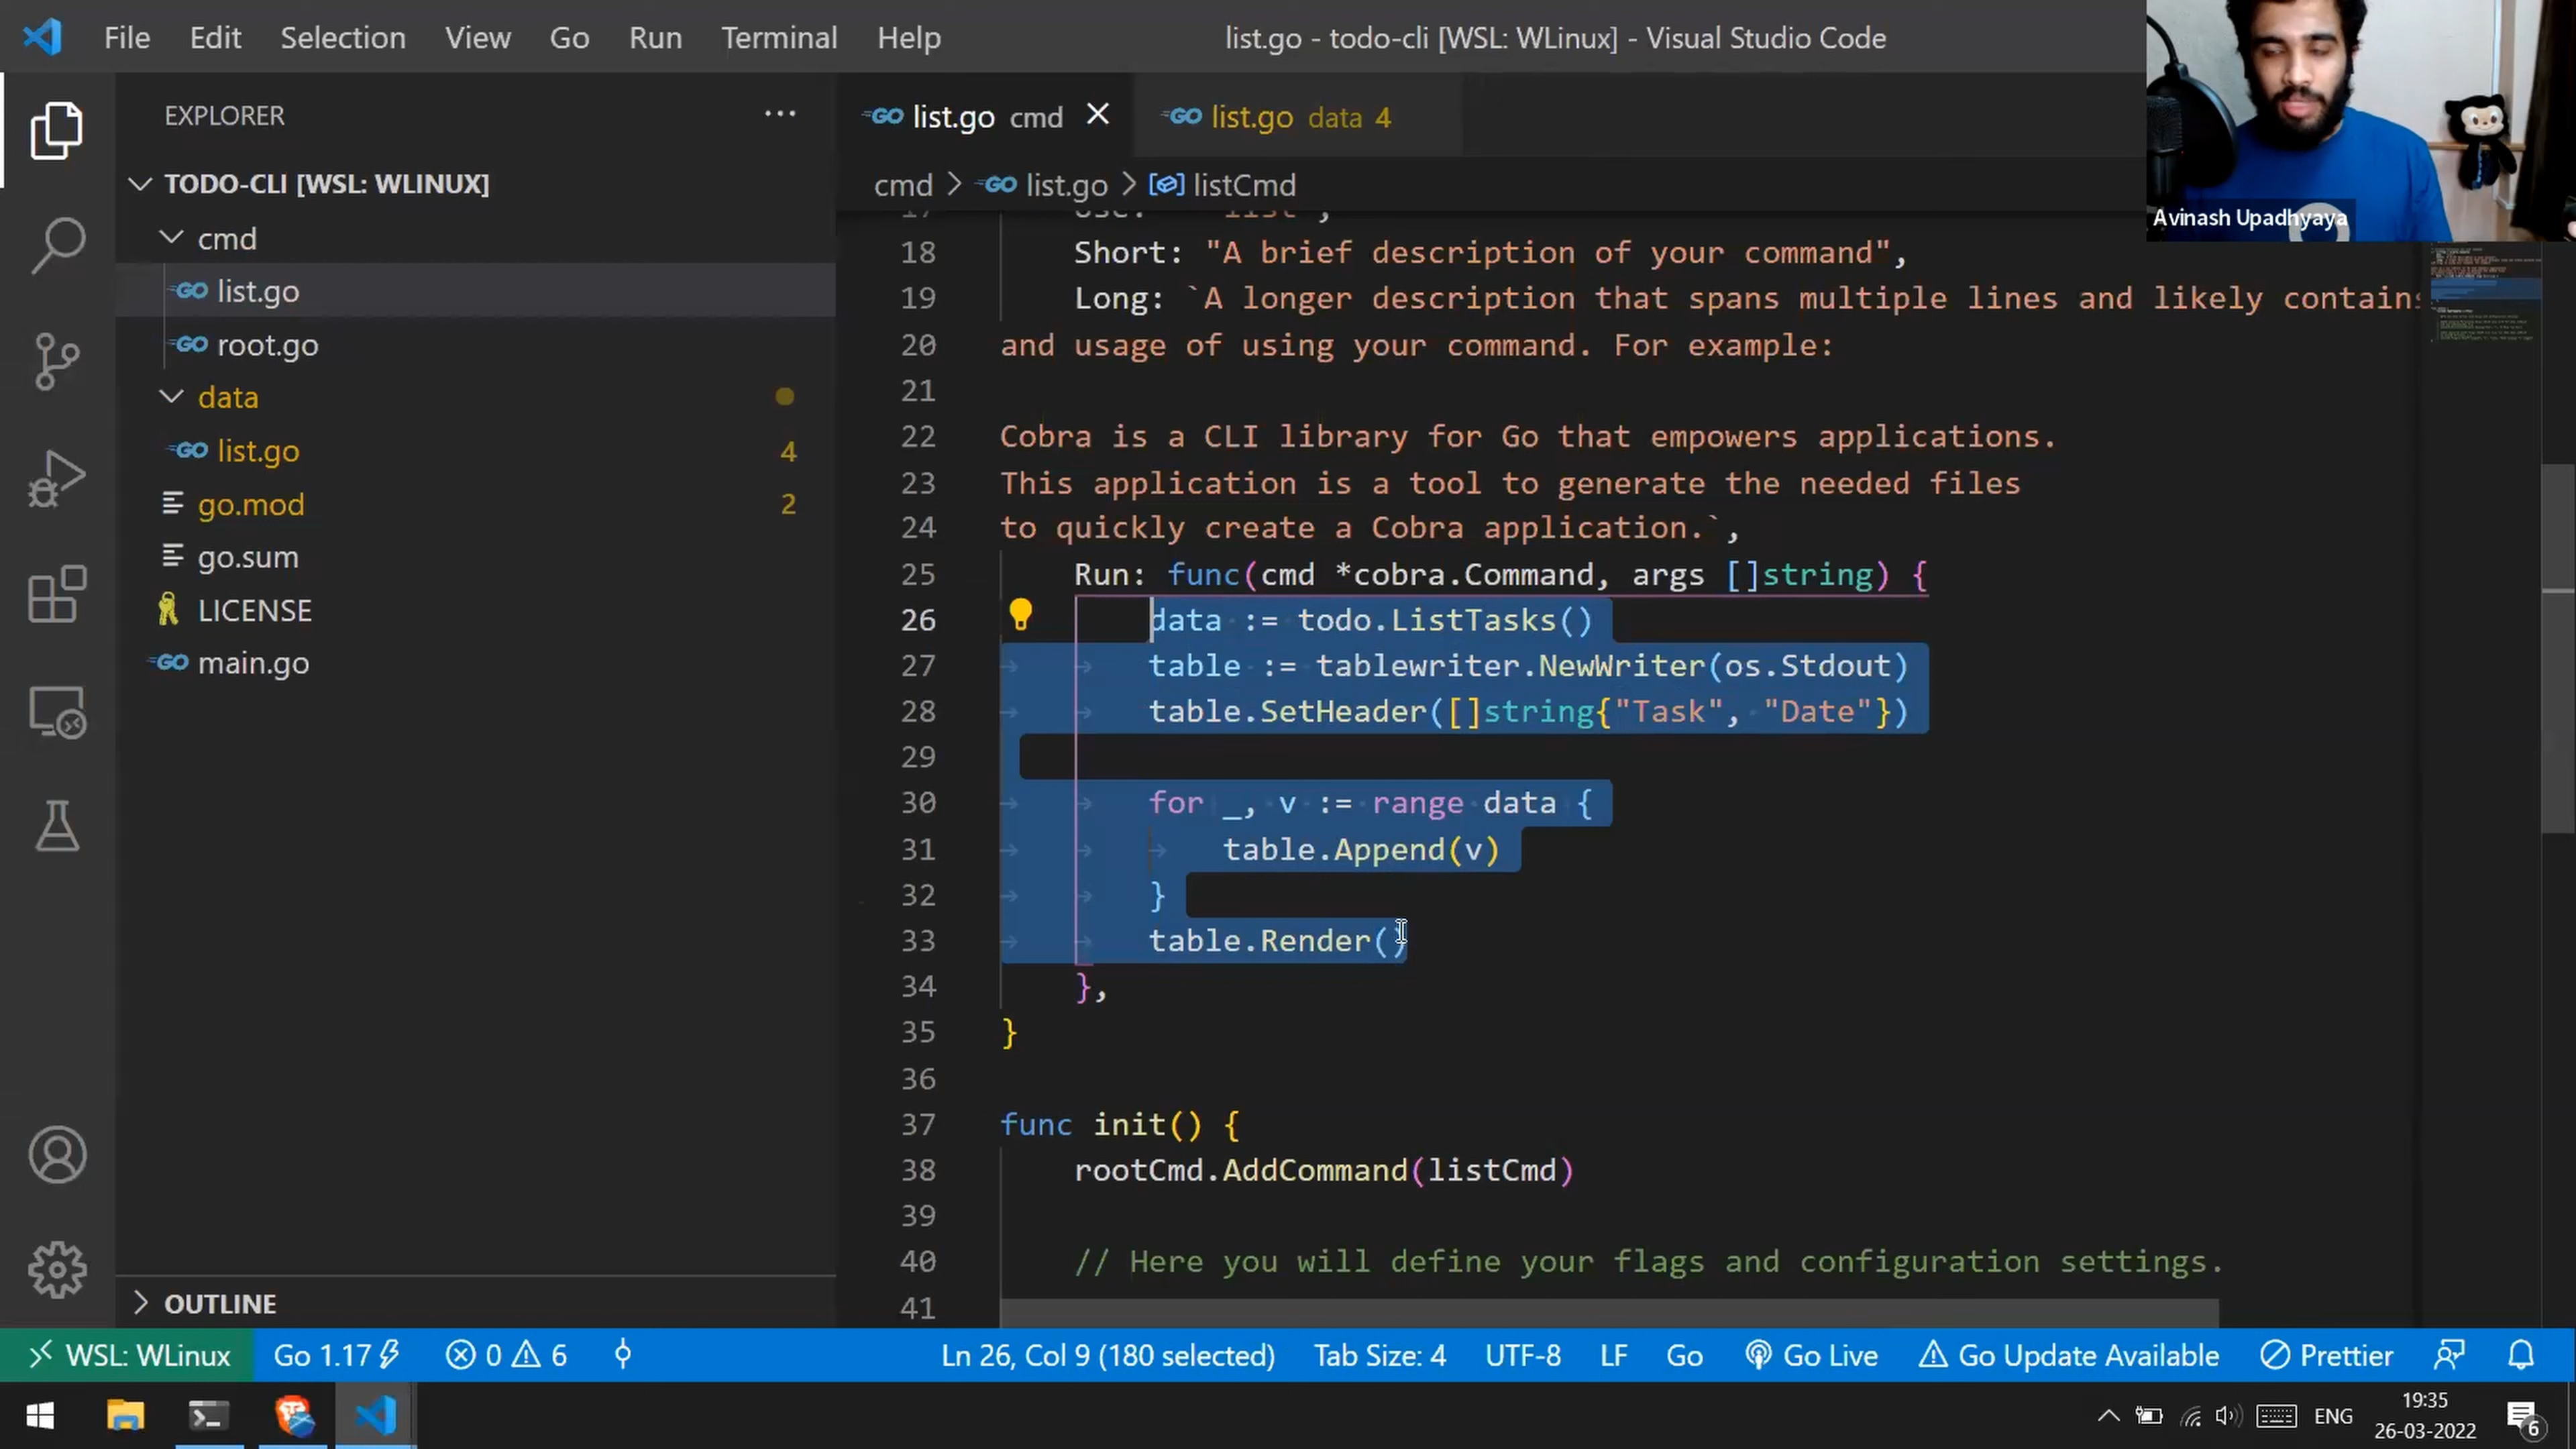 File Edit Selection View Go Run Terminal Help
list.go - todo-cli [WSL: WLinux] - Visual Studio Code
Avinash Upadhyaya
EXPLORER
TODO-CLI [WSL: WLINUX]
cmd
list.go
root.go
data
list.go 4
go.mod 2
go.sum
LICENSE
main.go
OUTLINE
list.go cmd
list.go data 4
cmd > list.go > listCmd
18 Short: "A brief description of your command",
19 Long: `A longer description that spans multiple lines and likely contains
20 and usage of using your command. For example:
21
22 Cobra is a CLI library for Go that empowers applications.
23 This application is a tool to generate the needed files
24 to quickly create a Cobra application.`,
25 Run: func(cmd *cobra.Command, args []string) {
26 data := todo.ListTasks()
27 table := tablewriter.NewWriter(os.Stdout)
28 table.SetHeader([]string{"Task", "Date"})
29
30 for _, v := range data {
31 table.Append(v)
32 }
33 table.Render()
34 },
35 }
36
37 func init() {
38 rootCmd.AddCommand(listCmd)
39
40 // Here you will define your flags and configuration settings.
41
WSL: WLinux Go 1.17 0 6 Ln 26, Col 9 (180 selected) Tab Size: 4 UTF-8 LF Go Go Live Go Update Available Prettier
ENG 19:35
26-03-2022 6